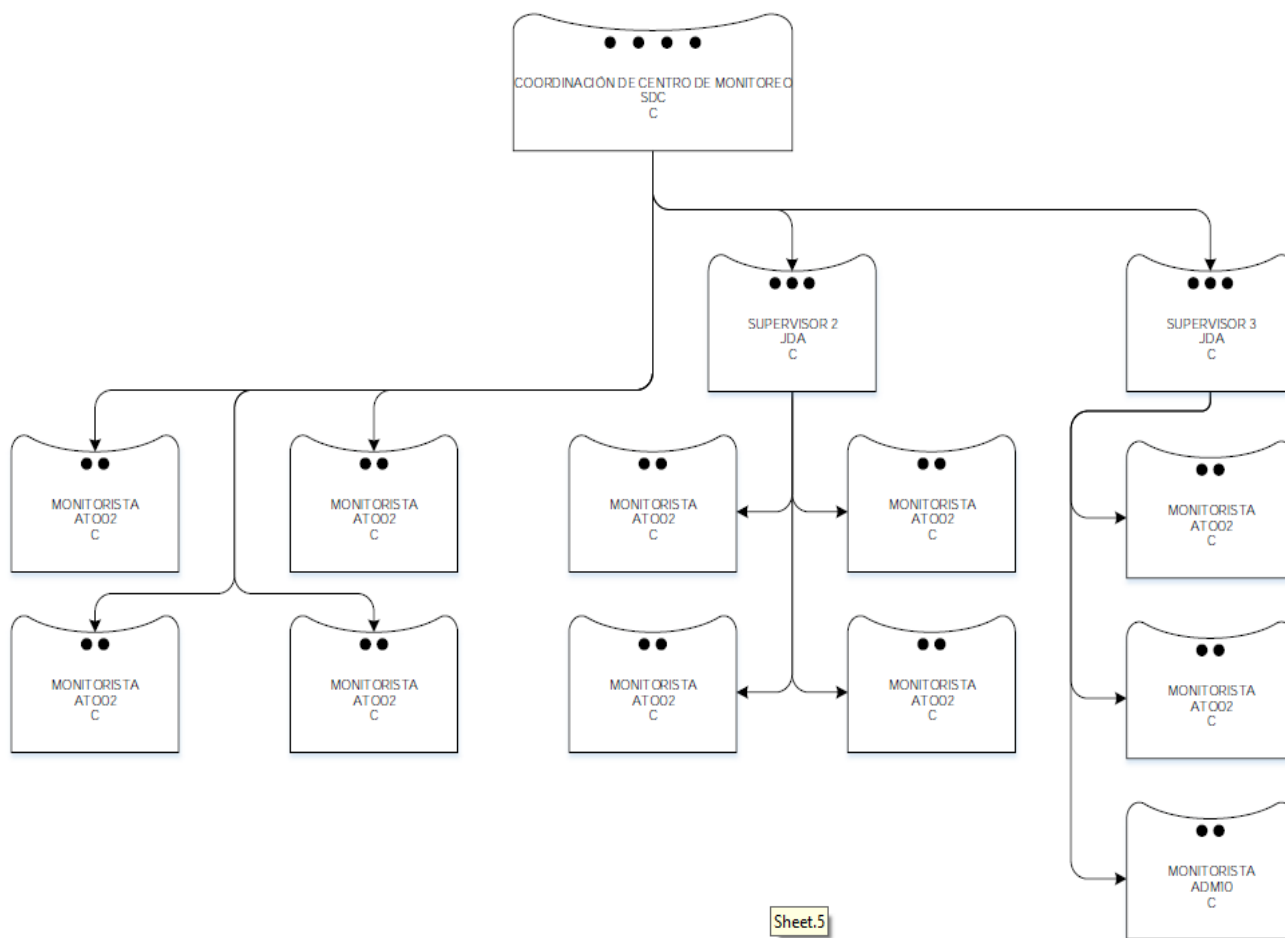 COORDINACIÓN DE CENTRO DE MONITOREO
SDC
C
SUPERVISOR 2
JDA
C
SUPERVISOR 3
JDA
C
MONITORISTA
ATO02
C
MONITORISTA
ATO02
C
MONITORISTA
ATO02
C
MONITORISTA
ATO02
C
MONITORISTA
ATO02
C
MONITORISTA
ATO02
C
MONITORISTA
ATO02
C
MONITORISTA
ATO02
C
MONITORISTA
ATO02
C
MONITORISTA
ATO02
C
MONITORISTA
ADM10
C
Sheet.5